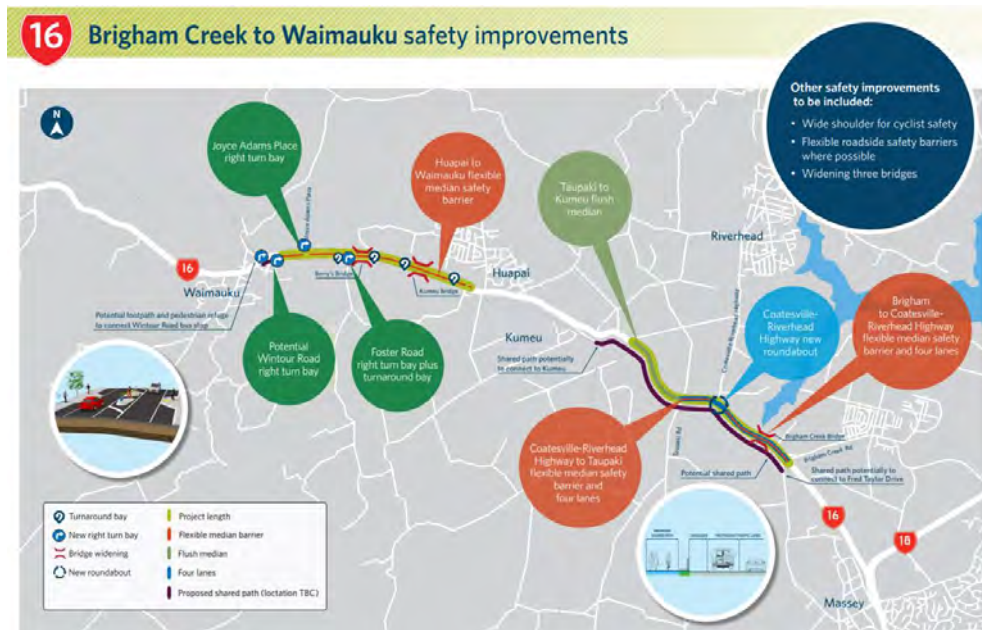 16
Brigham Creek to Waimauku safety improvements
Other safety improvements
to be included:
• Wide shoulder for cyclist safety
• Flexible roadside safety barriers
where possible
• Widening three bridges
N
Joyce Adams Place
right turn bay
Huapai to
Waimauku flexible
median safety
barrier
Taupaki to
Kumeu flush
median
Riverhead
16
Waimauku
Berry's Bridge
Kumeu bridge
Huapai
Potential footpath and pedestrian refuge
to connect Wintour Road bus stop
Potential
Wintour Road
right turn bay
Foster Road
right turn bay plus
turnaround bay
Kumeu
Shared path potentially
to connect to Kumeu
Coatesville-
Riverhead
Highway new
roundabout
Brigham
to Coatesville-
Riverhead Highway
flexible median safety
barrier and four lanes
Coatesville-Riverhead
Highway to Taupaki
flexible median safety
barrier and
four lanes
Brigham Creek Bridge
Brigham Creek Rd
Potential shared path
Shared path potentially to
connect to Fred Taylor Drive
16
18
Massey
Turnaround bay
New right turn bay
Bridge widening
New roundabout
Project length
Flexible median barrier
Flush median
Four lanes
Proposed shared path (loctation TBC)